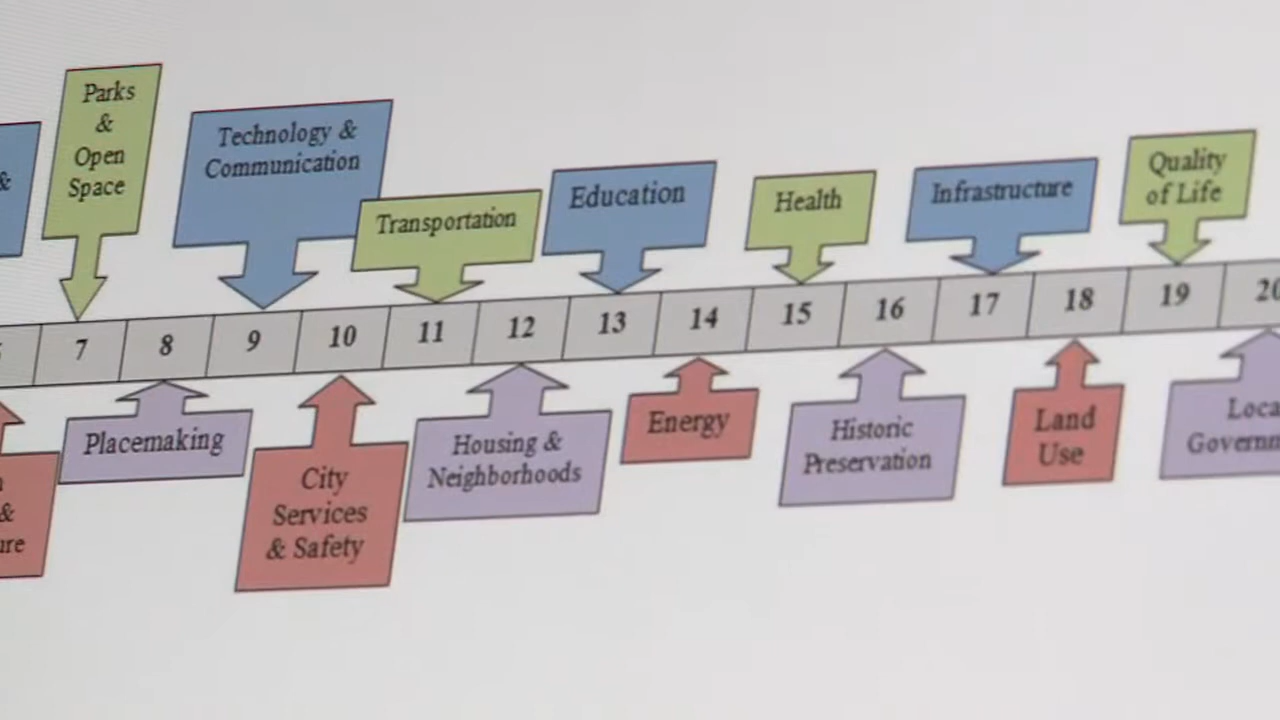 &
Parks
&
Open
Space
Technology &
Communication
Transportation
Education
Health
Infrastructure
Quality
of Life
7 8 9 10 11 12 13 14 15 16 17 18 19 20
Placemaking
City
Services
& Safety
Housing &
Neighborhoods
Energy
Historic
Preservation
Land
Use
&